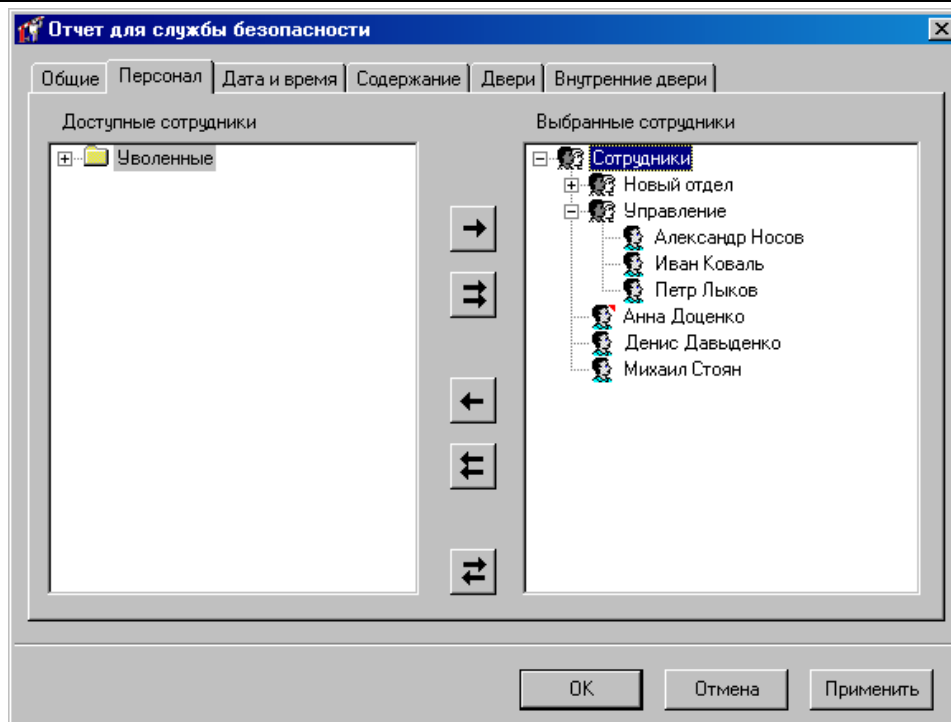 Отчет для службы безопасности
Общие Персонал Дата и время Содержание Двери Внутренние двери
Доступные сотрудники Выбранные сотрудники
Уволенные
Сотрудники
Новый отдел
Управление
Александр Носов
Иван Коваль
Петр Лыков
Анна Доценко
Денис Давыденко
Михаил Стоян
OK Отмена Применить